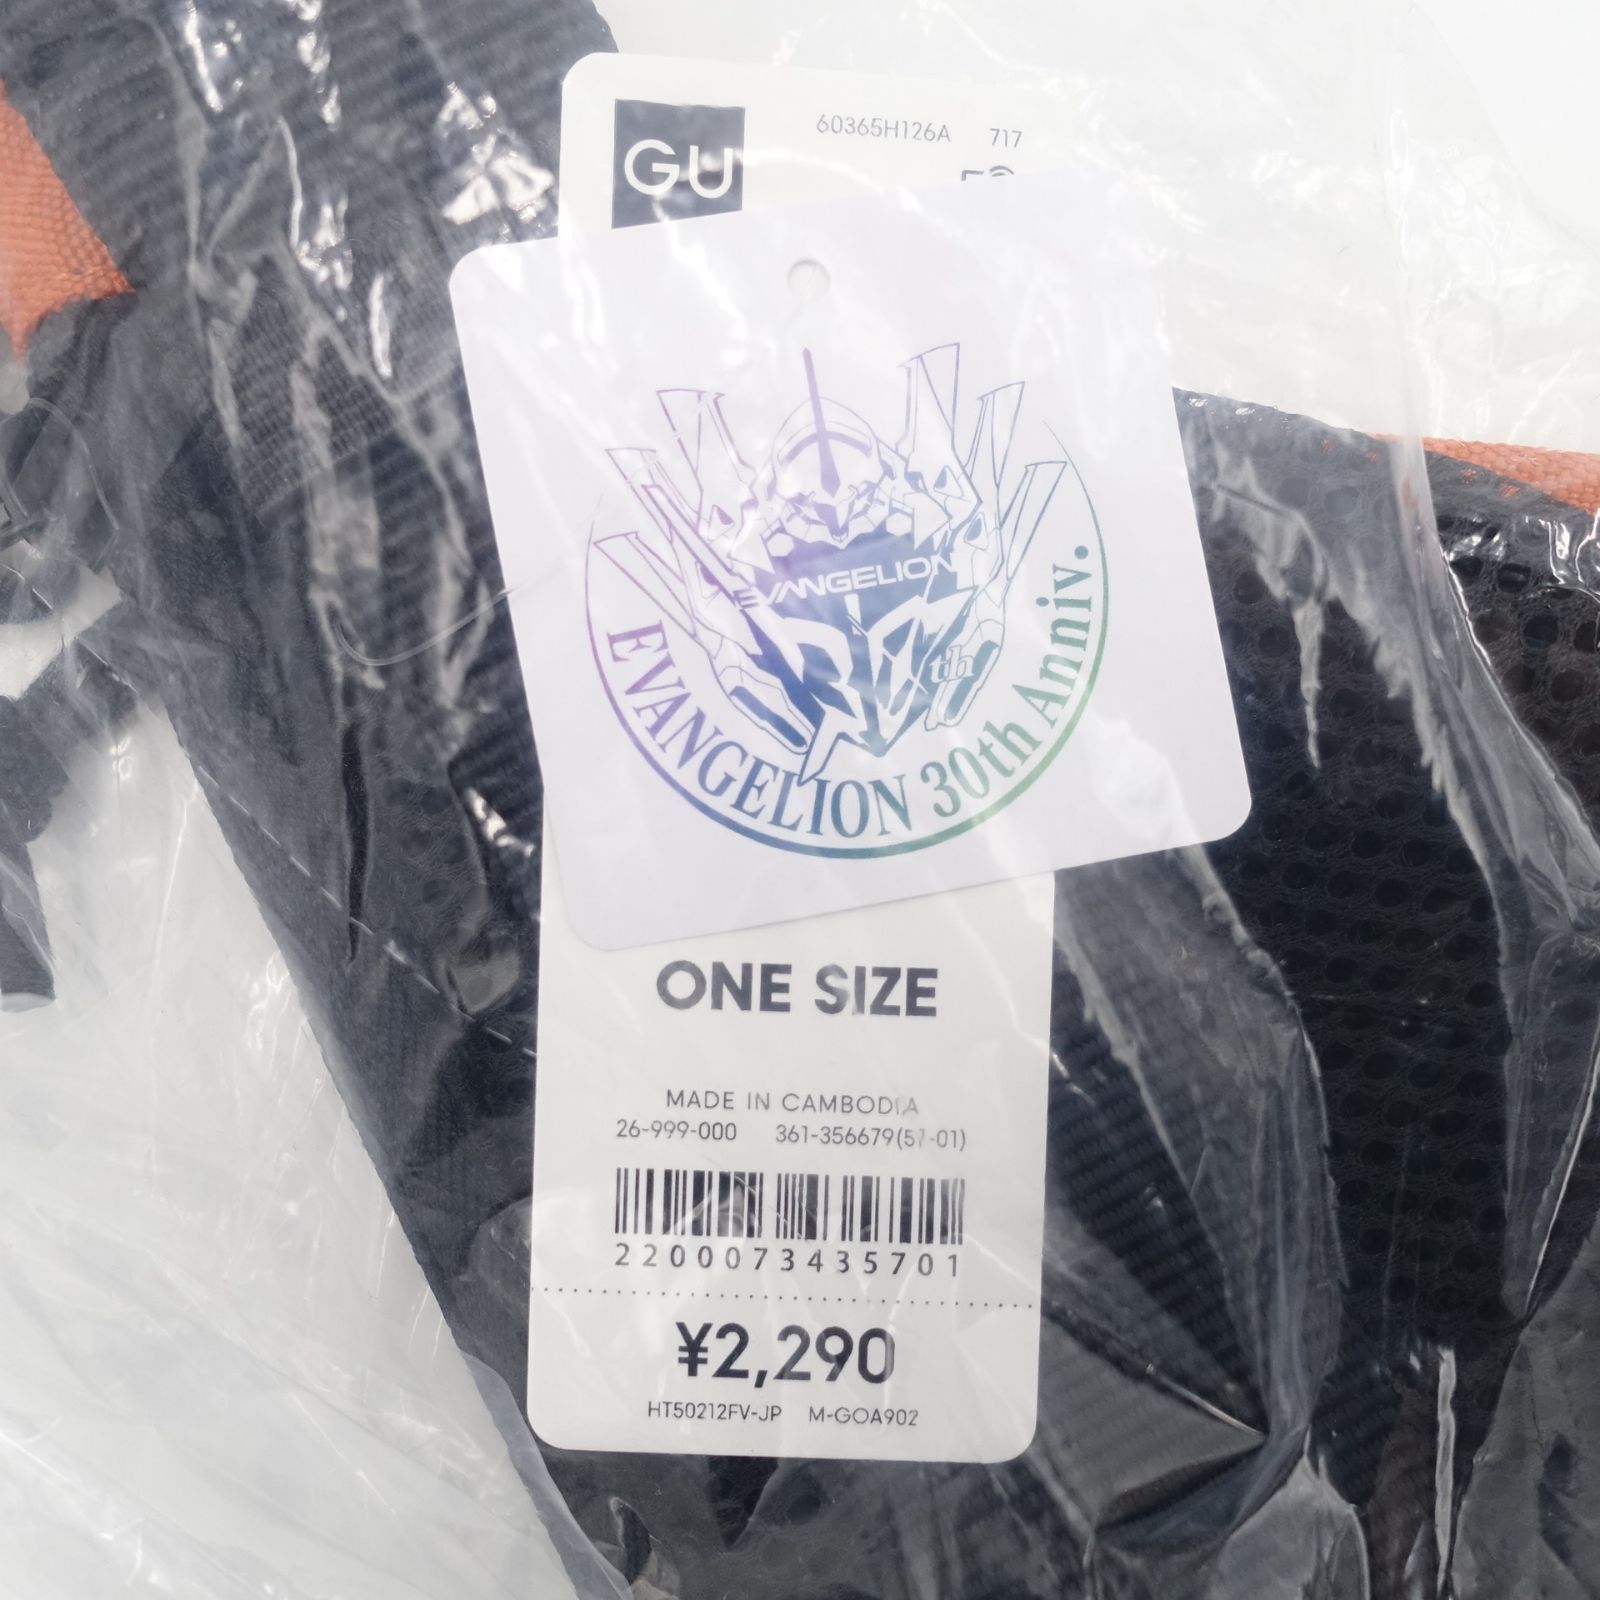 GU
60365H126A 717
EVANGELION
30th
EVANGELION 30th Anniv.
ONE SIZE
MADE IN CAMBODIA
26-999-000 361-356679(57-01)
2200073435701
¥2,290
HT50212FV-JP M-GOA902